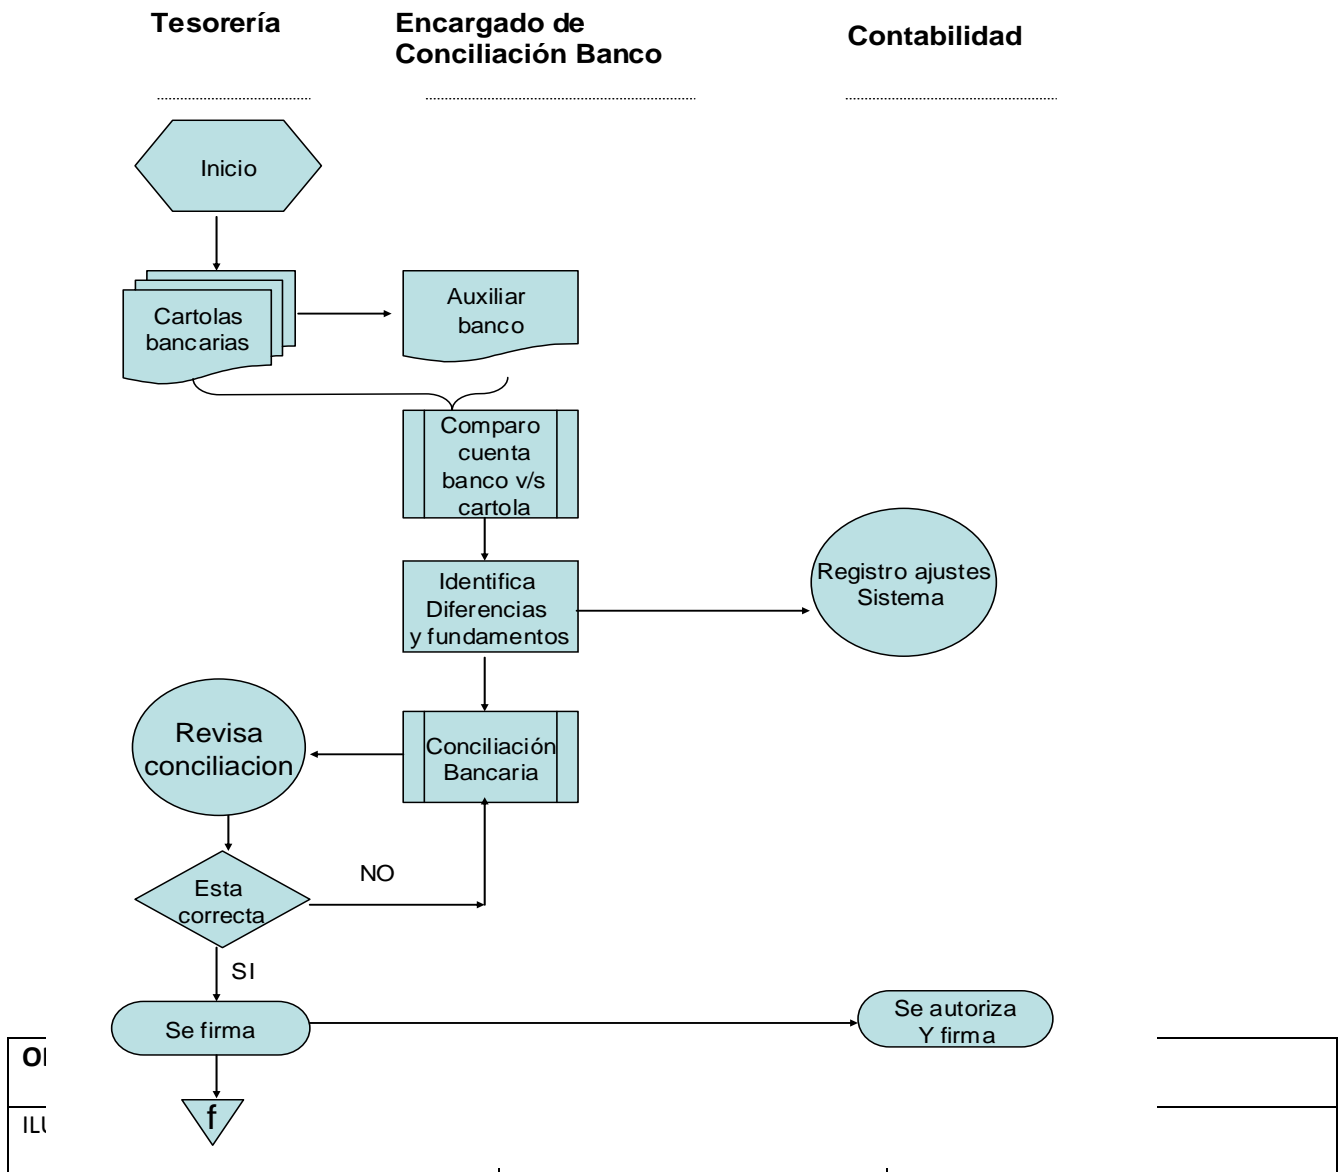 Tesorería
Encargado de
Conciliación Banco
Contabilidad
Inicio
Cartolas
bancarias
Auxiliar
banco
Comparo
cuenta
banco v/s
cartola
Identifica
Diferencias
y fundamentos
Registro ajustes
Sistema
Revisa
conciliacion
Conciliación
Bancaria
Esta
correcta
NO
SI
Se firma
Se autoriza
Y firma
f